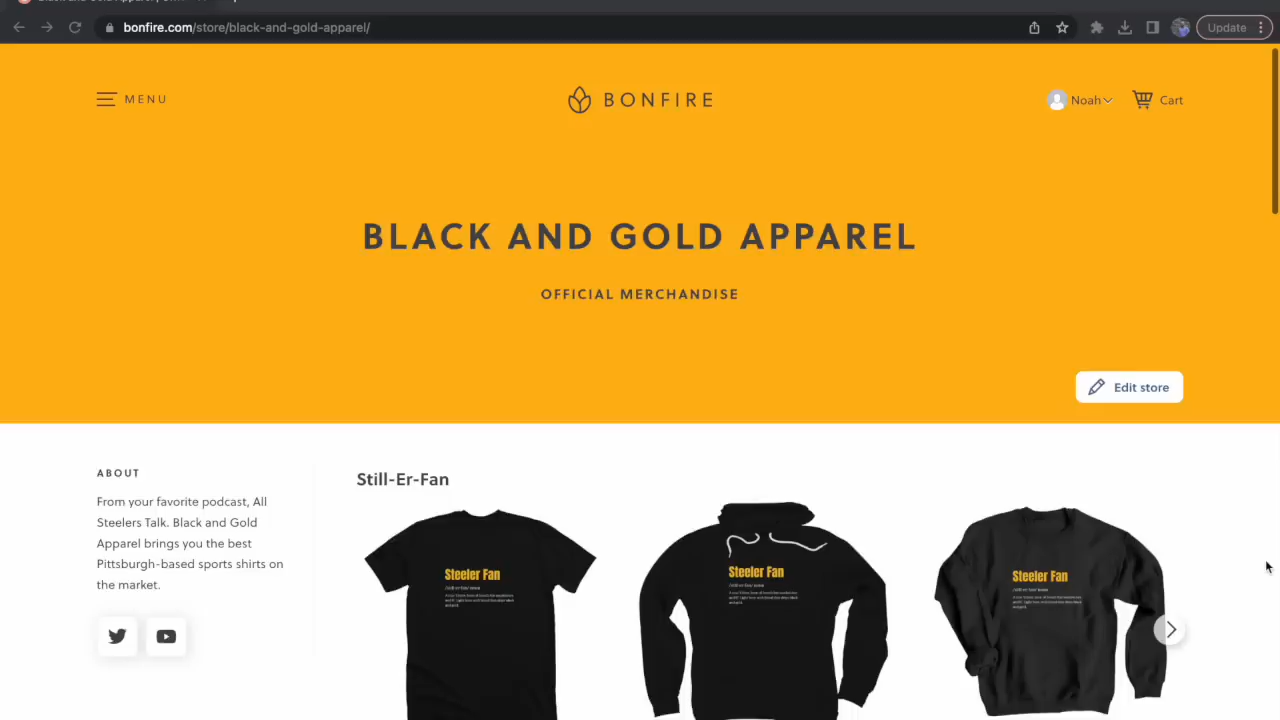 bonfire.com/store/black-and-gold-apparel/
Update
MENU
BONFIRE
Noah
Cart
BLACK AND GOLD APPAREL
OFFICIAL MERCHANDISE
Edit store
ABOUT
From your favorite podcast, All
Steelers Talk. Black and Gold
Apparel brings you the best
Pittsburgh-based sports shirts on
the market.
Still-Er-Fan
Steeler Fan
Steeler Fan
Steeler Fan